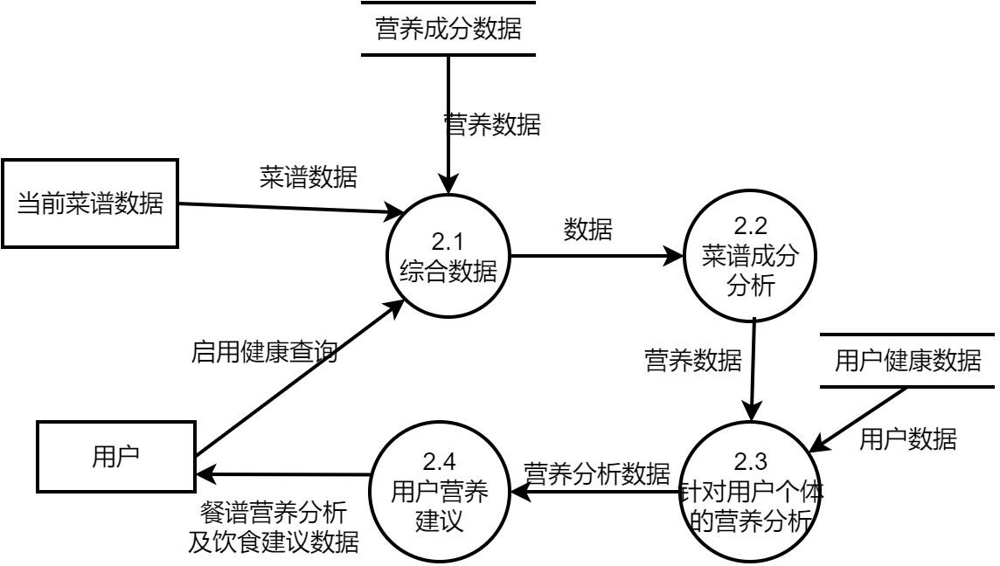 营养成分数据
营养数据
菜谱数据
当前菜谱数据
2.1
综合数据
数据
2.2
菜谱成分
分析
启用健康查询
营养数据
用户健康数据
用户数据
用户
2.4
用户营养
建议
营养分析数据
2.3
针对用户个体
的营养分析
餐谱营养分析
及饮食建议数据